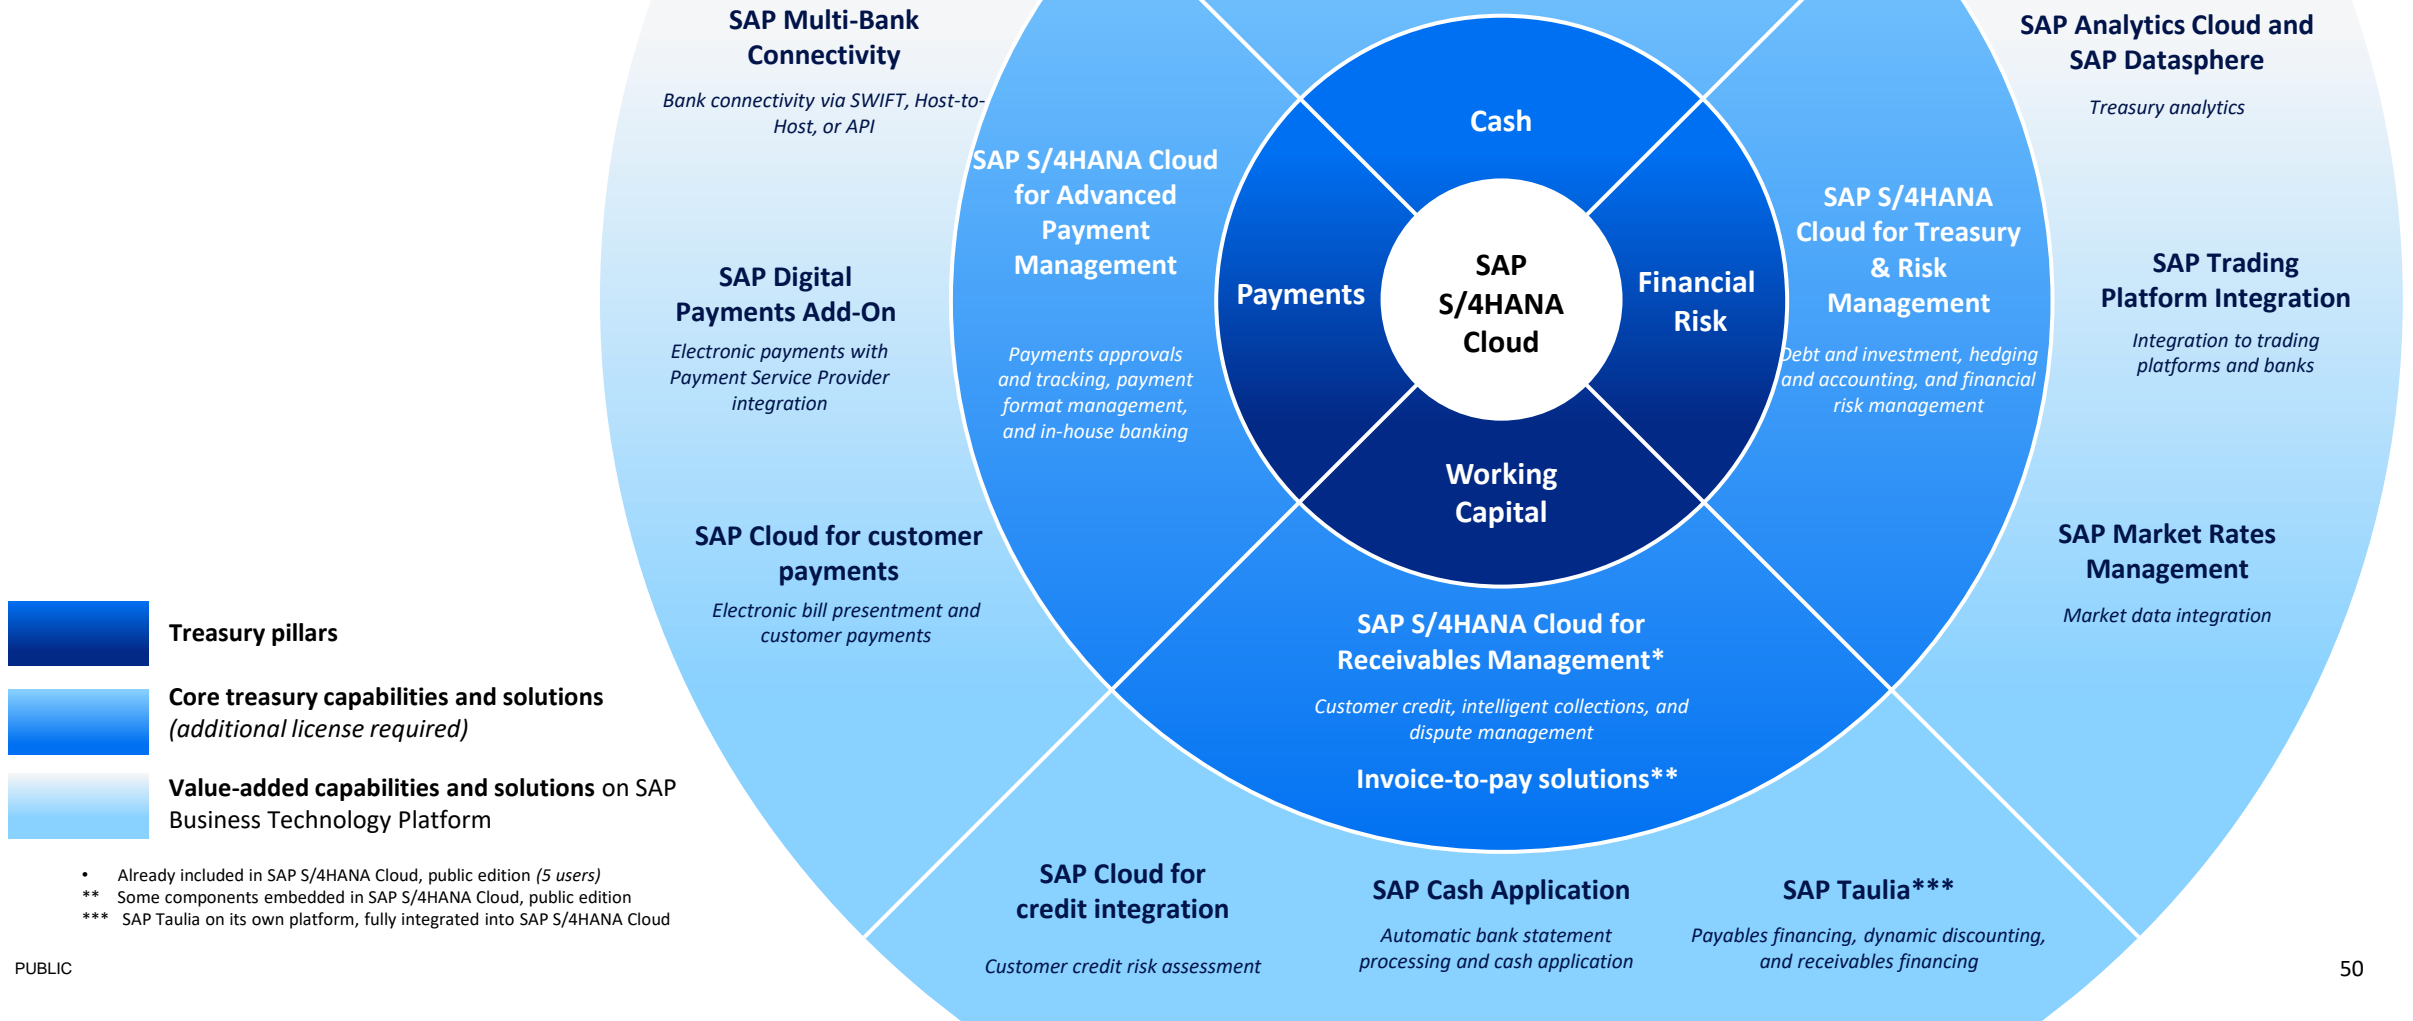 SAP Multi-Bank
Connectivity
Bank connectivity via SWIFT, Host-to-
Host, or API
SAP Digital
Payments Add-On
Electronic payments with
Payment Service Provider
integration
SAP Cloud for customer
payments
Electronic bill presentment and
customer payments
SAP S/4HANA Cloud
for Advanced
Payment
Management
Payments approvals
and tracking, payment
format management,
and in-house banking
Cash
Payments
SAP
S/4HANA
Cloud
Financial
Risk
Working
Capital
SAP S/4HANA
Cloud for Treasury
& Risk
Management
Debt and investment, hedging
and accounting, and financial
risk management
SAP Analytics Cloud and
SAP Datasphere
Treasury analytics
SAP Trading
Platform Integration
Integration to trading
platforms and banks
SAP Market Rates
Management
Market data integration
SAP S/4HANA Cloud for
Receivables Management*
Customer credit, intelligent collections, and
dispute management
Invoice-to-pay solutions**
SAP Cloud for
credit integration
Customer credit risk assessment
SAP Cash Application
Automatic bank statement
processing and cash application
SAP Taulia***
Payables financing, dynamic discounting,
and receivables financing
Treasury pillars
Core treasury capabilities and solutions
(additional license required)
Value-added capabilities and solutions on SAP
Business Technology Platform
• Already included in SAP S/4HANA Cloud, public edition (5 users)
** Some components embedded in SAP S/4HANA Cloud, public edition
*** SAP Taulia on its own platform, fully integrated into SAP S/4HANA Cloud
PUBLIC
50